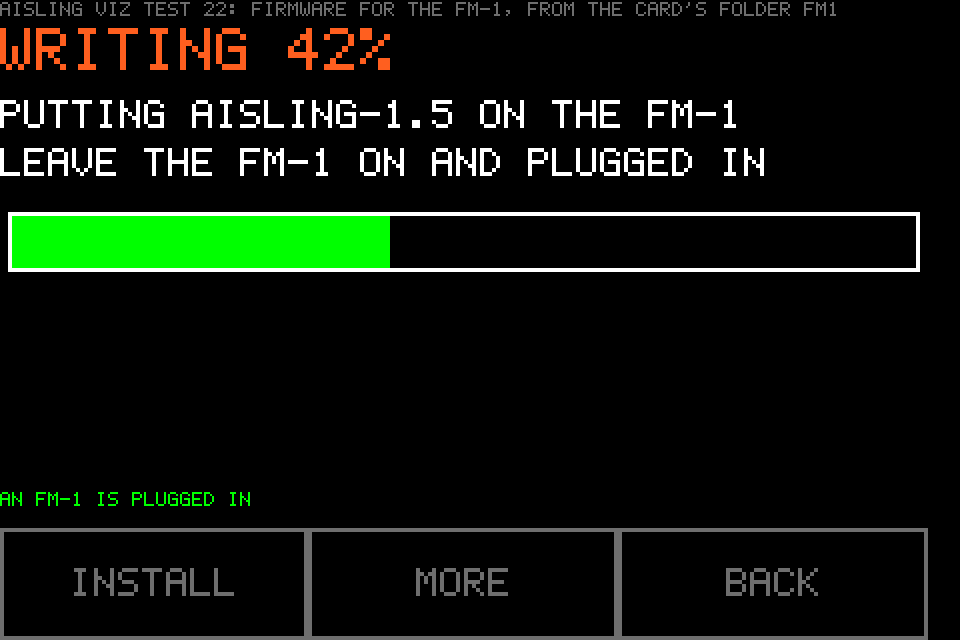 AISLING VIZ TEST 22: FIRMWARE FOR THE FM-1, FROM THE CARD'S FOLDER FM1
WRITING 42%
PUTTING AISLING-1.5 ON THE FM-1
LEAVE THE FM-1 ON AND PLUGGED IN
AN FM-1 IS PLUGGED IN
INSTALL MORE BACK